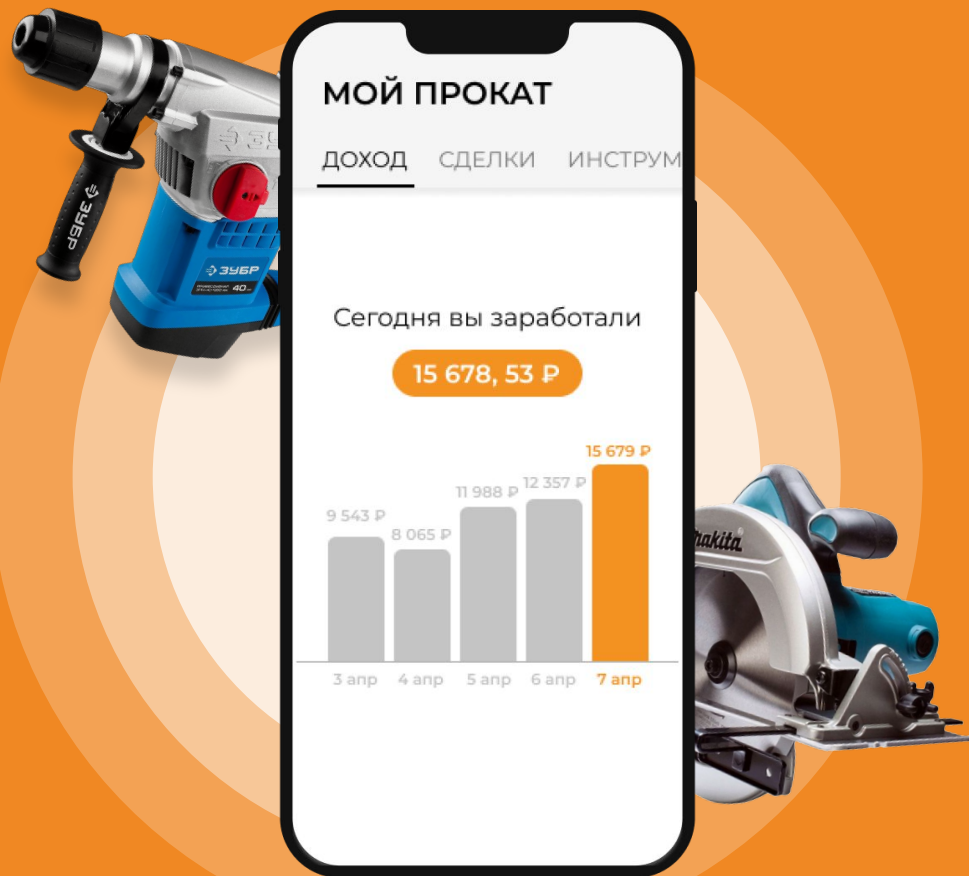 МОЙ ПРОКАТ
ДОХОД СДЕЛКИ ИНСТРУМ
Сегодня вы заработали
15 678, 53 ₽
15 679 ₽
12 357 ₽
11 988 ₽
9 543 ₽
8 065 ₽
3 апр 4 апр 5 апр 6 апр 7 апр
ЗУ
ЗУБР
ЗУБР
40
makita